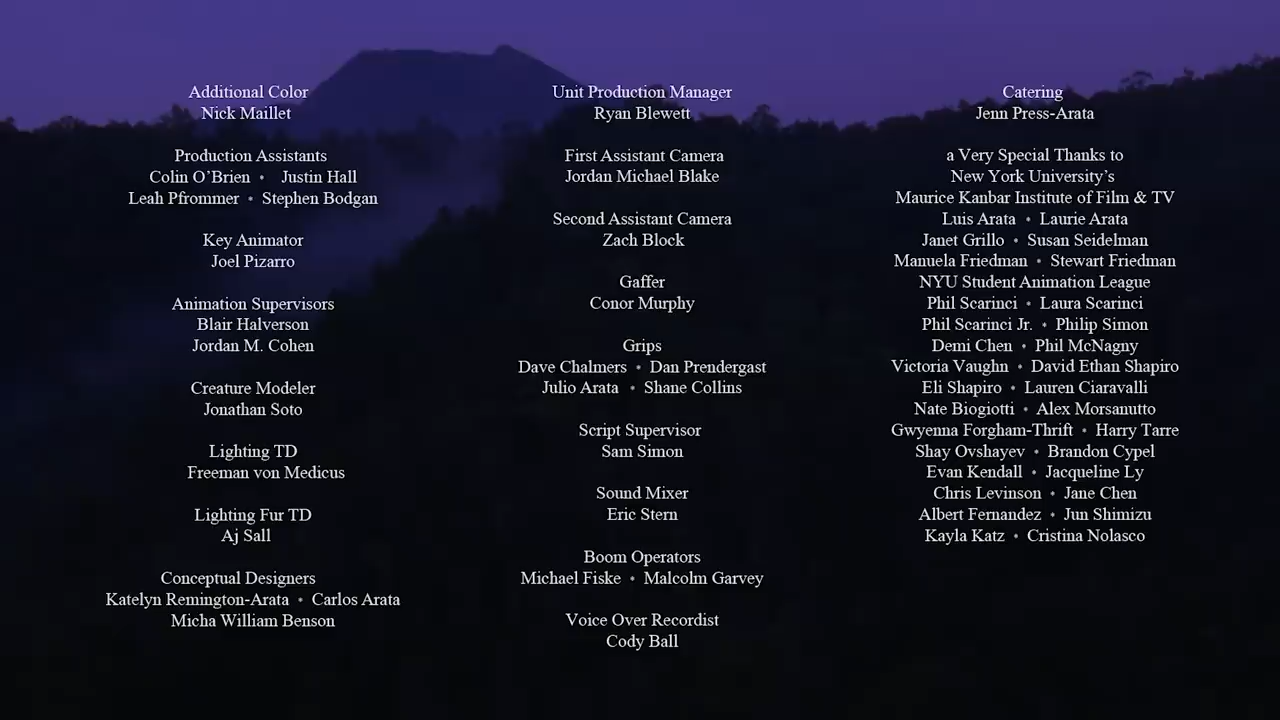 Additional Color
Nick Maillet
Production Assistants
Colin O’Brien • Justin Hall
Leah Pfrommer • Stephen Bodgan
Key Animator
Joel Pizarro
Animation Supervisors
Blair Halverson
Jordan M. Cohen
Creature Modeler
Jonathan Soto
Lighting TD
Freeman von Medicus
Lighting Fur TD
Aj Sall
Conceptual Designers
Katelyn Remington-Arata • Carlos Arata
Micha William Benson
Unit Production Manager
Ryan Blewett
First Assistant Camera
Jordan Michael Blake
Second Assistant Camera
Zach Block
Gaffer
Conor Murphy
Grips
Dave Chalmers • Dan Prendergast
Julio Arata • Shane Collins
Script Supervisor
Sam Simon
Sound Mixer
Eric Stern
Boom Operators
Michael Fiske • Malcolm Garvey
Voice Over Recordist
Cody Ball
Catering
Jenn Press-Arata
a Very Special Thanks to
New York University’s
Maurice Kanbar Institute of Film & TV
Luis Arata • Laurie Arata
Janet Grillo • Susan Seidelman
Manuela Friedman • Stewart Friedman
NYU Student Animation League
Phil Scarinci • Laura Scarinci
Phil Scarinci Jr. • Philip Simon
Demi Chen • Phil McNagny
Victoria Vaughn • David Ethan Shapiro
Eli Shapiro • Lauren Ciaravalli
Nate Biogiotti • Alex Morsanutto
Gwyenna Forgham-Thrift • Harry Tarre
Shay Ovshayev • Brandon Cypel
Evan Kendall • Jacqueline Ly
Chris Levinson • Jane Chen
Albert Fernandez • Jun Shimizu
Kayla Katz • Cristina Nolasco